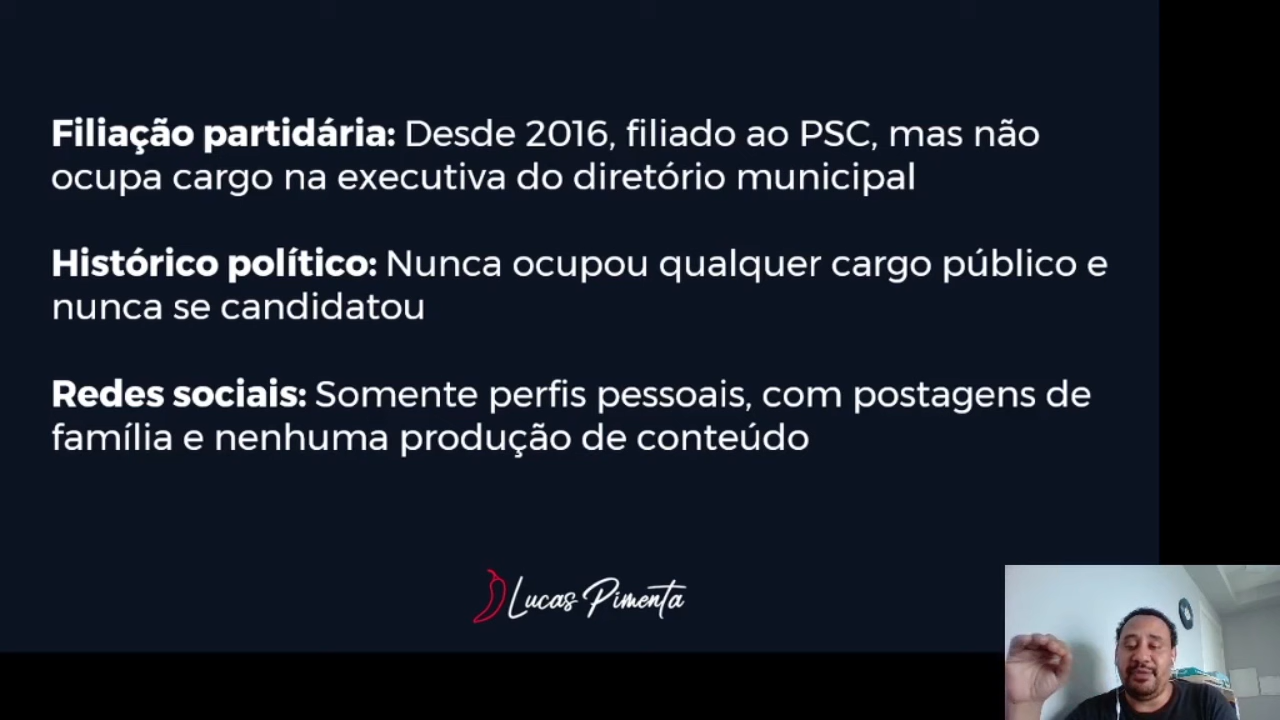 Filiação partidária: Desde 2016, filiado ao PSC, mas não
ocupa cargo na executiva do diretório municipal
Histórico político: Nunca ocupou qualquer cargo público e
nunca se candidatou
Redes sociais: Somente perfis pessoais, com postagens de
família e nenhuma produção de conteúdo
Lucas Pimenta